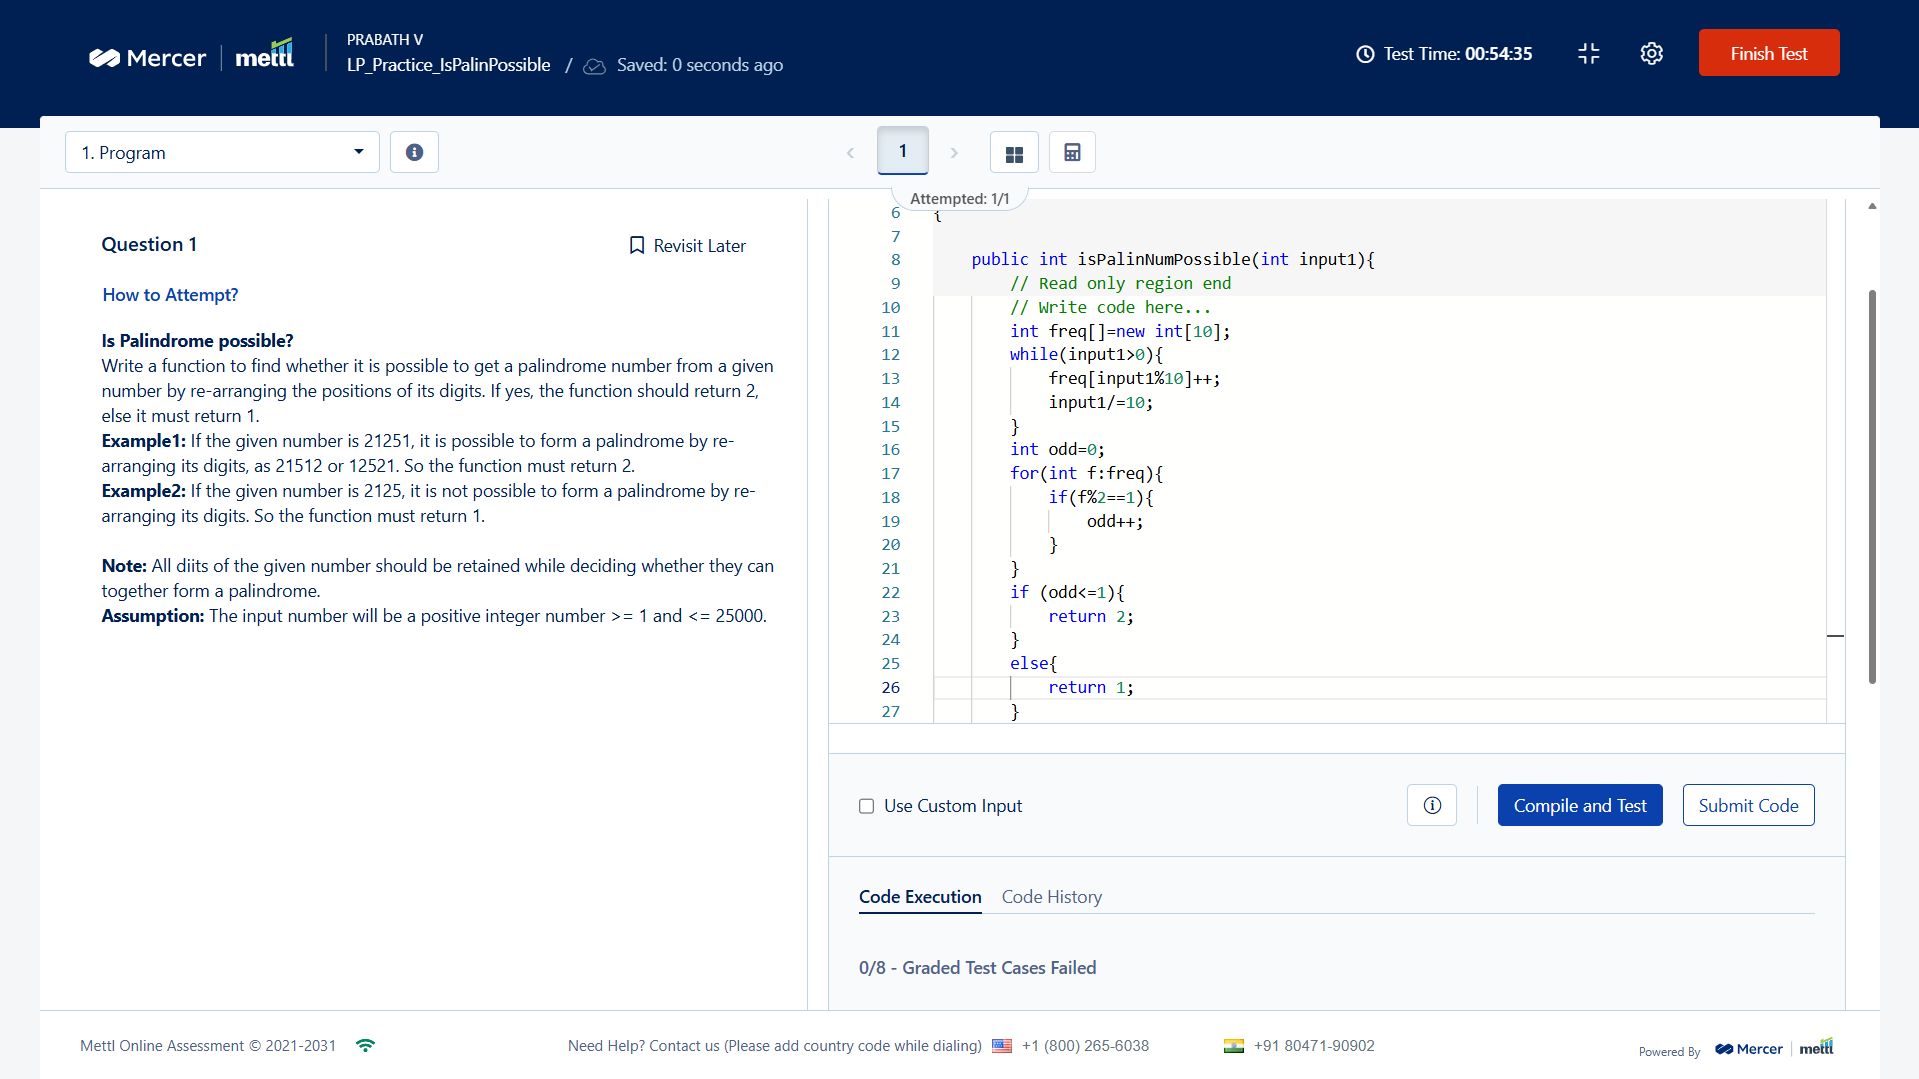 Mercer | mettl
PRABATH V
LP_Practice_IsPalinPossible / Saved: 0 seconds ago
Test Time: 00:54:35
Finish Test
1. Program
1
Attempted: 1/1
Question 1
Revisit Later
How to Attempt?
Is Palindrome possible?
Write a function to find whether it is possible to get a palindrome number from a given
number by re-arranging the positions of its digits. If yes, the function should return 2,
else it must return 1.
Example1: If the given number is 21251, it is possible to form a palindrome by re-
arranging its digits, as 21512 or 12521. So the function must return 2.
Example2: If the given number is 2125, it is not possible to form a palindrome by re-
arranging its digits. So the function must return 1.
Note: All diits of the given number should be retained while deciding whether they can
together form a palindrome.
Assumption: The input number will be a positive integer number >= 1 and <= 25000.
6 {
7
8 public int isPalinNumPossible(int input1){
9 // Read only region end
10 // Write code here...
11 int freq[]=new int[10];
12 while(input1>0){
13 freq[input1%10]++;
14 input1/=10;
15 }
16 int odd=0;
17 for(int f:freq){
18 if(f%2==1){
19 odd++;
20 }
21 }
22 if (odd<=1){
23 return 2;
24 }
25 else{
26 return 1;
27 }
Use Custom Input
Compile and Test
Submit Code
Code Execution
Code History
0/8 - Graded Test Cases Failed
Mettl Online Assessment © 2021-2031
Need Help? Contact us (Please add country code while dialing) +1 (800) 265-6038
+91 80471-90902
Powered By Mercer | mettl